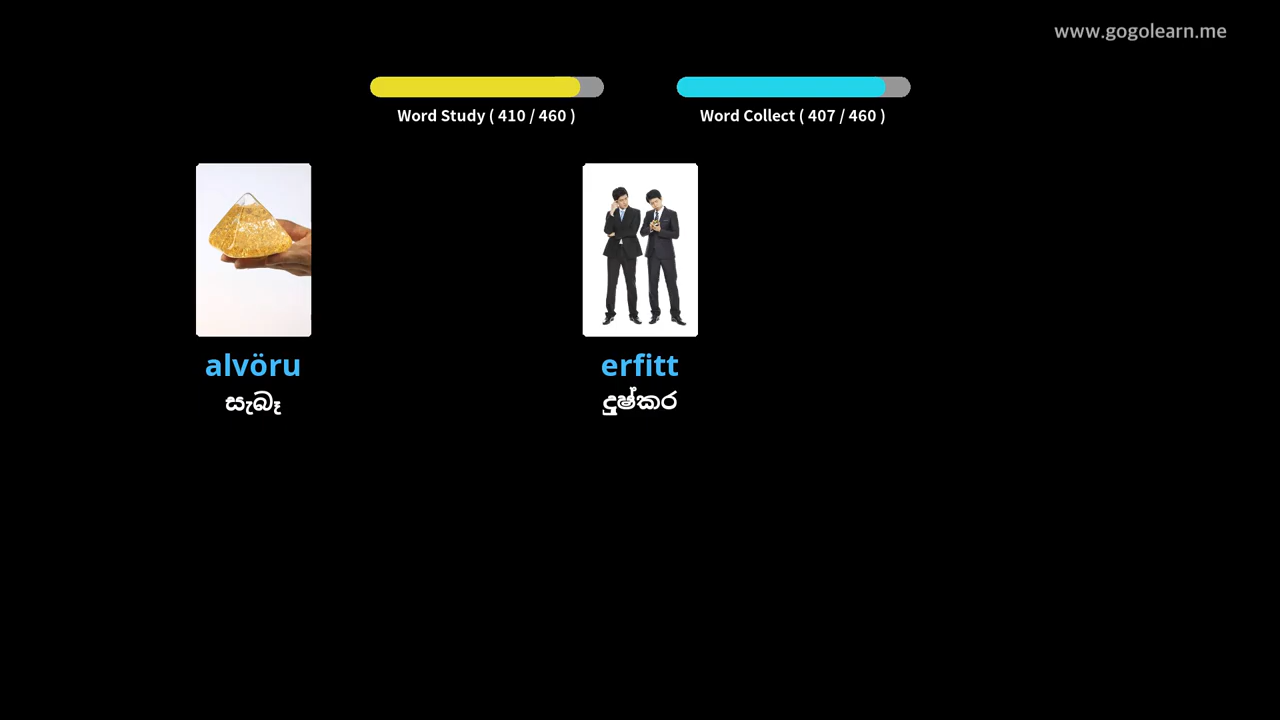 www.gogolearn.me
Word Study ( 410 / 460 )
Word Collect ( 407 / 460 )
alvöru
සැබෑ
erfitt
දුෂ්කර